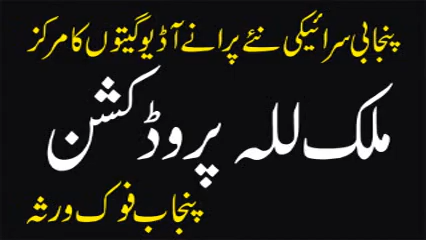 پنجابی سرائیکی نئے پرانے آڈیو گیتوں کا مرکز
ملک للہ پروڈکشن
پنجاب فوک ورثہ